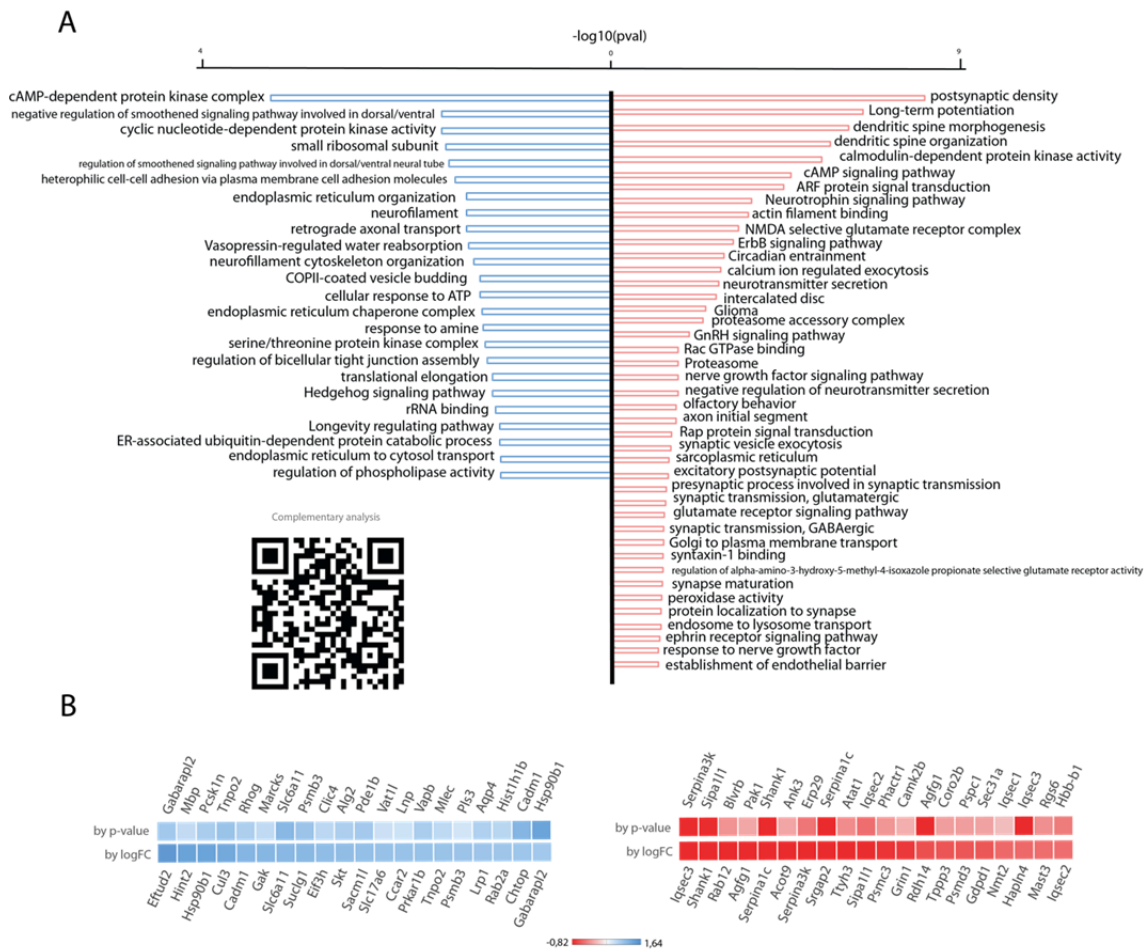 A
-log10(pval)
4
0
9
cAMP-dependent protein kinase complex
negative regulation of smoothened signaling pathway involved in dorsal/ventral
cyclic nucleotide-dependent protein kinase activity
small ribosomal subunit
regulation of smoothened signaling pathway involved in dorsal/ventral neural tube
heterophilic cell-cell adhesion via plasma membrane cell adhesion molecules
endoplasmic reticulum organization
neurofilament
retrograde axonal transport
Vasopressin-regulated water reabsorption
neurofillament cytoskeleton organization
COPII-coated vesicle budding
cellular response to ATP
endoplasmic reticulum chaperone complex
response to amine
serine/threonine protein kinase complex
regulation of bicellular tight junction assembly
translational elongation
Hedgehog signaling pathway
rRNA binding
Longevity regulating pathway
ER-associated ubiquitin-dependent protein catabolic process
endoplasmic reticulum to cytosol transport
regulation of phospholipase activity
postsynaptic density
Long-term potentiation
dendritic spine morphogenesis
dendritic spine organization
calmodulin-dependent protein kinase activity
cAMP signaling pathway
ARF protein signal transduction
Neurotrophin signaling pathway
actin filament binding
NMDA selective glutamate receptor complex
ErbB signaling pathway
Circadian entrainment
calcium ion regulated exocytosis
neurotransmitter secretion
intercalated disc
Glioma
proteasome accessory complex
GnRH signaling pathway
Rac GTPase binding
Proteasome
nerve growth factor signaling pathway
negative regulation of neurotransmitter secretion
olfactory behavior
axon initial segment
Rap protein signal transduction
synaptic vesicle exocytosis
sarcoplasmic reticulum
excitatory postsynaptic potential
presynaptic process involved in synaptic transmission
synaptic transmission, glutamatergic
glutamate receptor signaling pathway
synaptic transmission, GABAergic
Golgi to plasma membrane transport
syntaxin-1 binding
regulation of alpha-amino-3-hydroxy-5-methyl-4-isoxazole propionate selective glutamate receptor activity
synapse maturation
peroxidase activity
protein localization to synapse
endosome to lysosome transport
ephrin receptor signaling pathway
response to nerve growth factor
establishment of endothelial barrier
Complementary analysis
B
Gabarapl2
Mbp
Pcsk1n
Tnpo2
Rhog
Marcks
Slc6a11
Psmb3
Clic4
Alg2
Pde1b
Vat1l
Lnp
Vapb
Mlec
Pls3
Aqp4
Hist1h1b
Cadm1
Hsp90b1
by p-value
by logFC
Eftud2
Hint2
Hsp90b1
Cul3
Cadm1
Gak
Slc6a11
Suclg1
Eif3h
Skt
Sacm1l
Slc17a6
Ccar2
Prkar1b
Tnpo2
Psmb3
Lrp1
Rab2a
Chtop
Gabarapl2
Serpina3k
Sipa1l1
Blvrb
Pak1
Shank1
Ank3
Erp29
Serpina1c
Atat1
Iqsec2
Phactr1
Camk2b
Agfg1
Coro2b
Pspc1
Sec31a
Iqsec1
Iqsec3
Rgs6
Hbb-b1
by p-value
by logFC
Iqsec3
Shank1
Rab12
Agfg1
Serpina1c
Acot9
Serpina3k
Srgap2
Ttyh3
Sipa1l1
Psmc3
Grin1
Rdh14
Tppp3
Psmd3
Gdpd1
Nmt2
Hapln4
Mast3
Iqsec2
-0,82
1,64